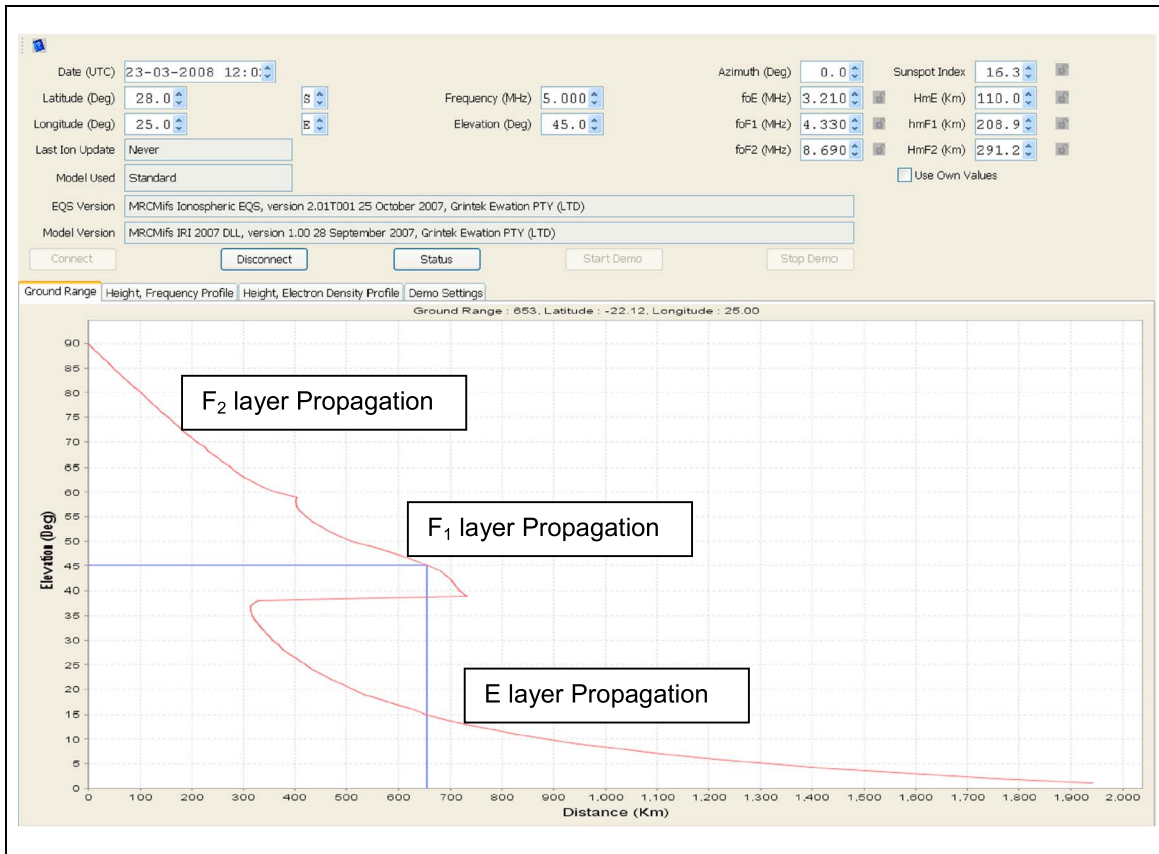 Date (UTC) 23-03-2008 12:0 Azimuth (Deg) 0.0 Sunspot Index 16.3
Latitude (Deg) 28.0 S Frequency (MHz) 5.000 foE (MHz) 3.210 HmE (Km) 110.0
Longitude (Deg) 25.0 E Elevation (Deg) 45.0 foF1 (MHz) 4.330 hmF1 (Km) 208.9
Last Ion Update Never foF2 (MHz) 8.690 HmF2 (Km) 291.2
Model Used Standard Use Own Values
EQS Version MRCMifs Ionospheric EQS, version 2.01T001 25 October 2007, Grintek Ewation PTY (LTD)
Model Version MRCMifs IRI 2007 DLL, version 1.00 28 September 2007, Grintek Ewation PTY (LTD)
Connect Disconnect Status Start Demo Stop Demo
Ground Range Height, Frequency Profile Height, Electron Density Profile Demo Settings
Ground Range : 653, Latitude : -22.12, Longitude : 25.00
90
85
80
75
70
65
60
55
50
45
40
35
30
25
20
15
10
5
0
Elevation (Deg)
F₂ layer Propagation
F₁ layer Propagation
E layer Propagation
0 100 200 300 400 500 600 700 800 900 1,000 1,100 1,200 1,300 1,400 1,500 1,600 1,700 1,800 1,900 2,000
Distance (Km)